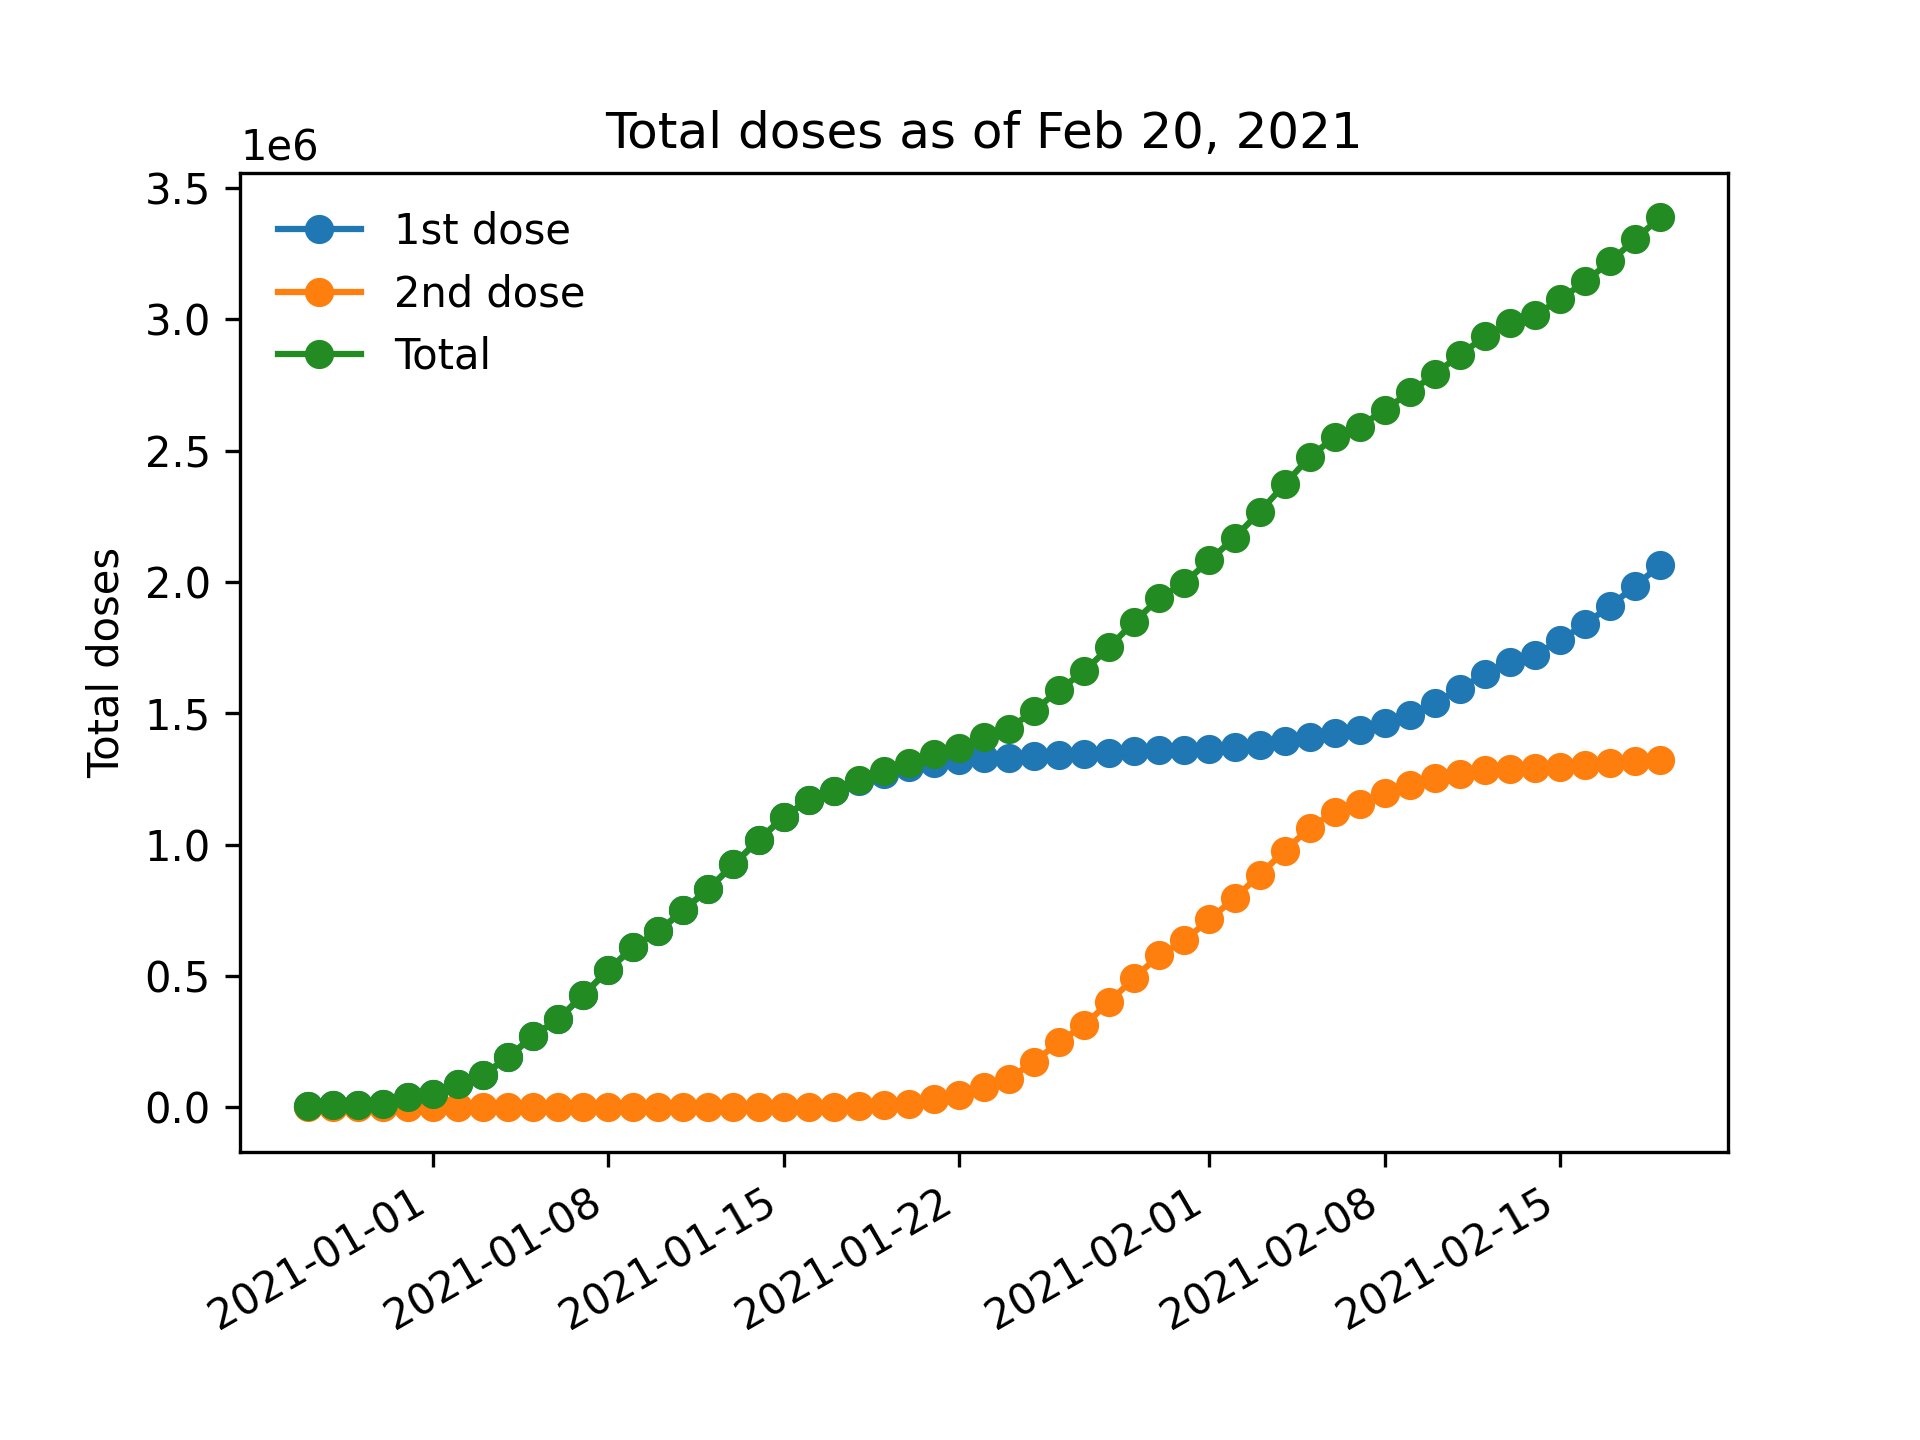 Total doses as of Feb 20, 2021
1e6
3.5
3.0
2.5
2.0
1.5
1.0
0.5
0.0
Total doses
1st dose
2nd dose
Total
2021-01-01
2021-01-08
2021-01-15
2021-01-22
2021-02-01
2021-02-08
2021-02-15